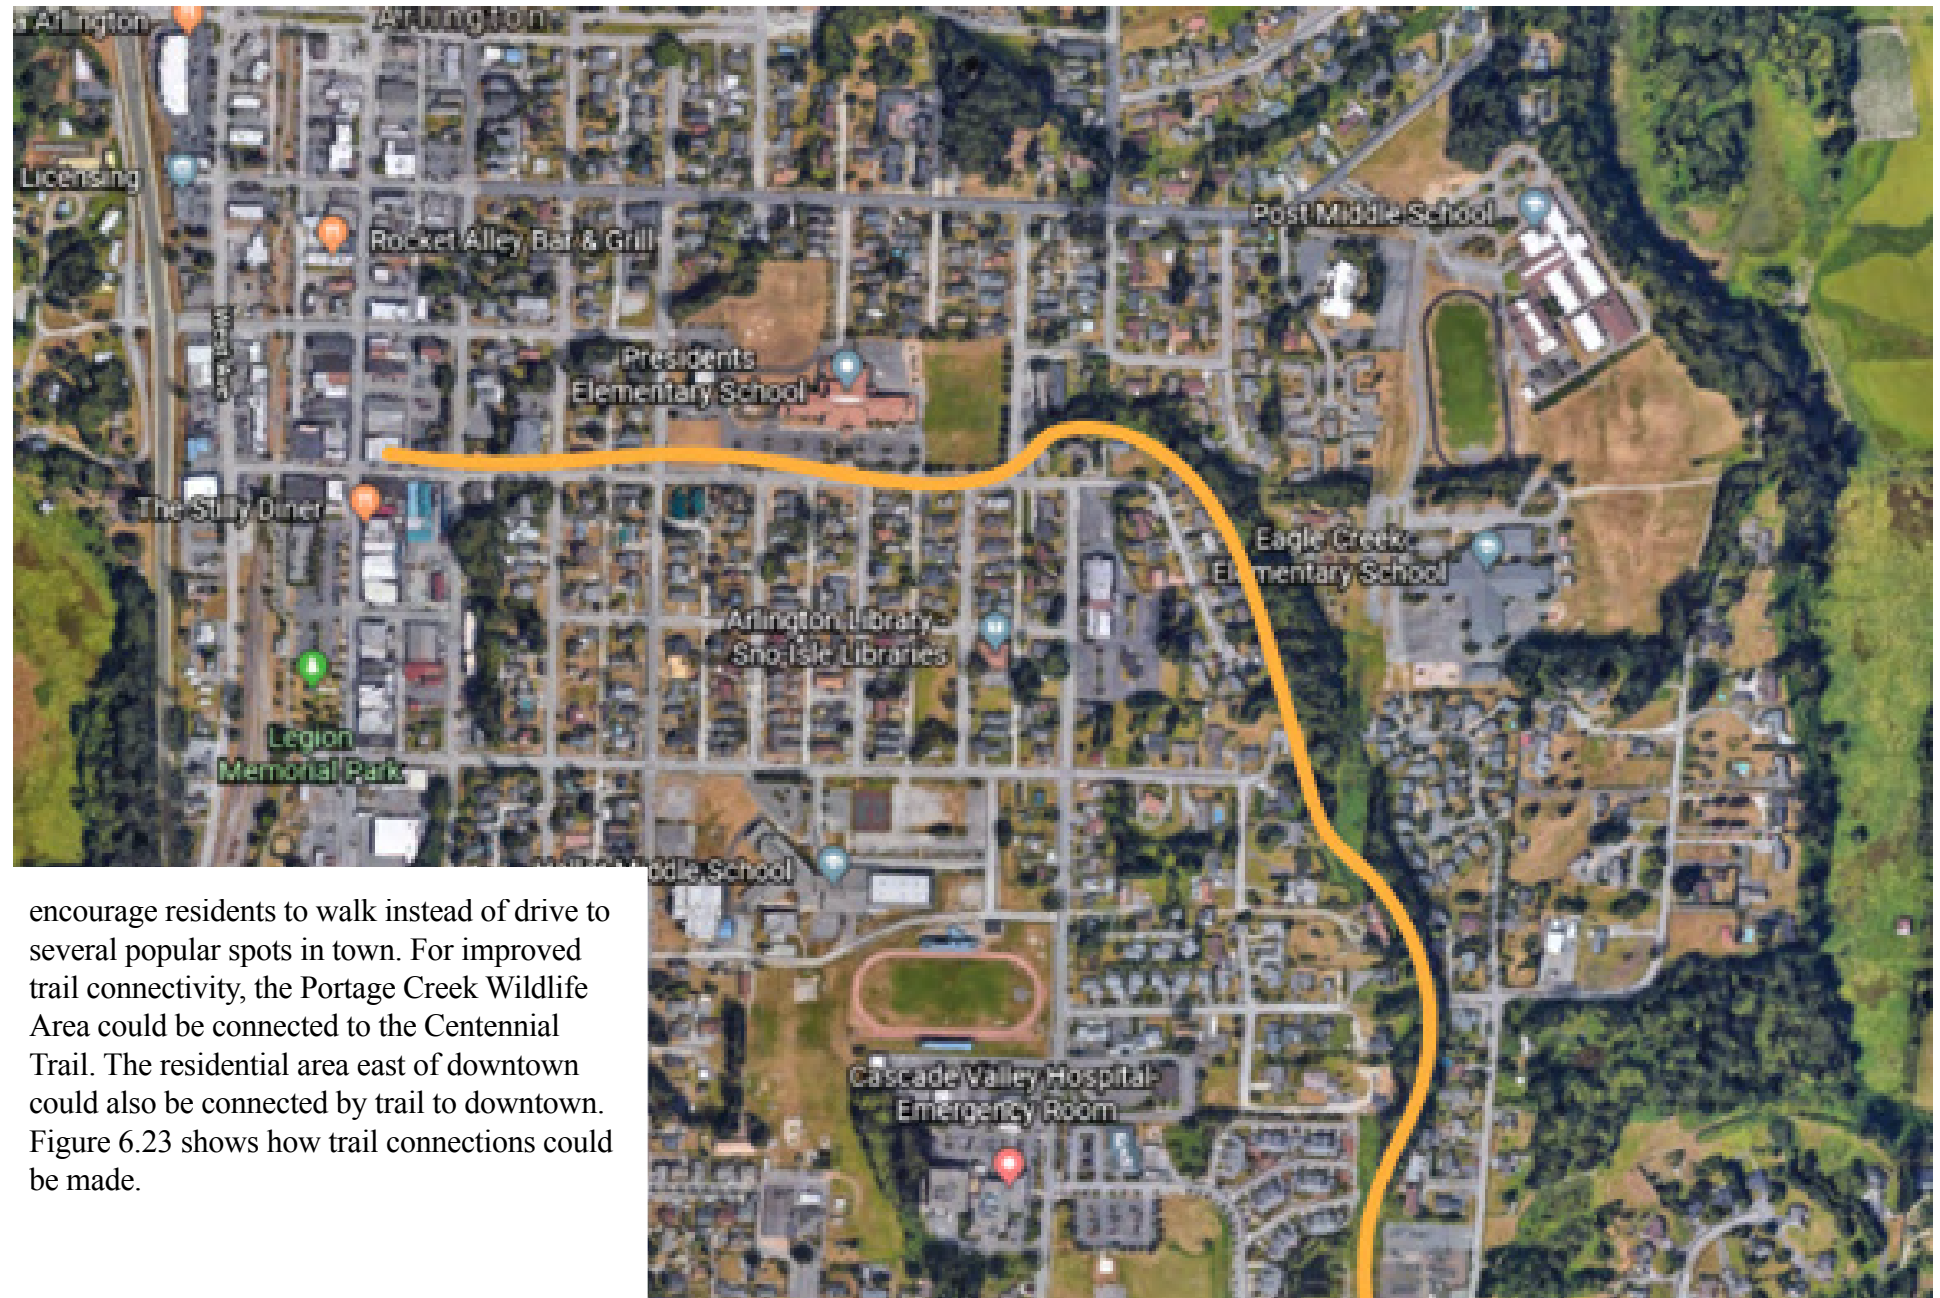 Arlington
Arlington
Licensing
Rocket Alley Bar & Grill
Post Middle School
West Ave
Presidents
Elementary School
The Stilly Diner
Eagle Creek
Elementary School
Arlington Library -
Sno-Isle Libraries
Legion
Memorial Park
Middle School
Cascade Valley Hospital-
Emergency Room
encourage residents to walk instead of drive to
several popular spots in town. For improved
trail connectivity, the Portage Creek Wildlife
Area could be connected to the Centennial
Trail. The residential area east of downtown
could also be connected by trail to downtown.
Figure 6.23 shows how trail connections could
be made.